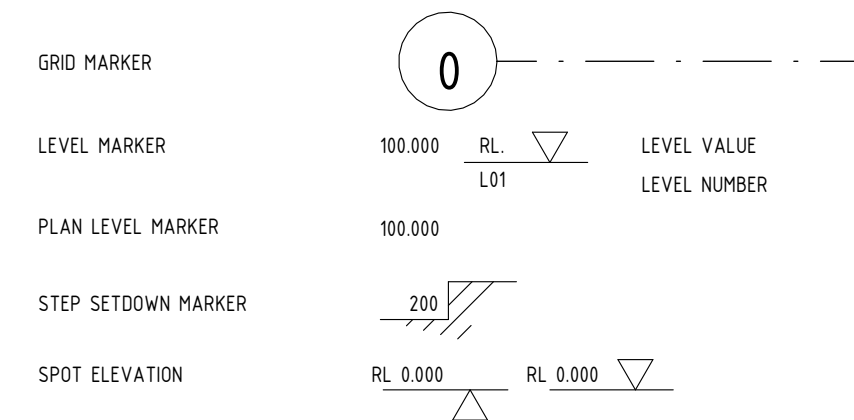 GRID MARKER 0
LEVEL MARKER 100.000 RL. LEVEL VALUE
L01 LEVEL NUMBER
PLAN LEVEL MARKER 100.000
STEP SETDOWN MARKER 200
SPOT ELEVATION RL 0.000 RL 0.000